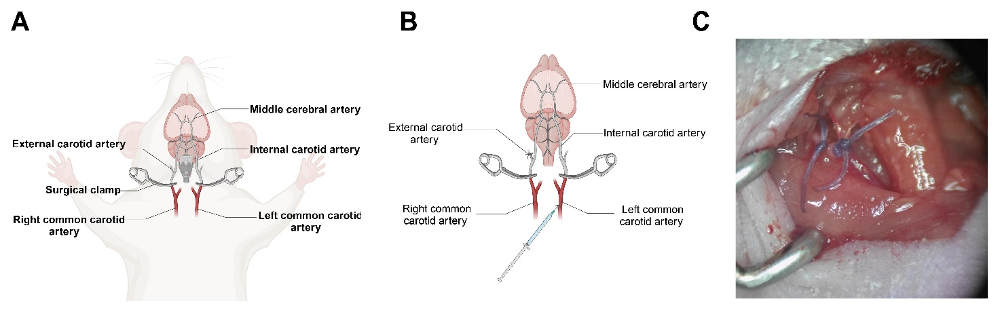 A
B
C
Middle cerebral artery
External carotid artery
Internal carotid artery
Surgical clamp
Right common carotid
artery
Left common carotid
artery
Middle cerebral artery
External carotid
artery
Internal carotid artery
Right common
carotid artery
Left common
carotid artery